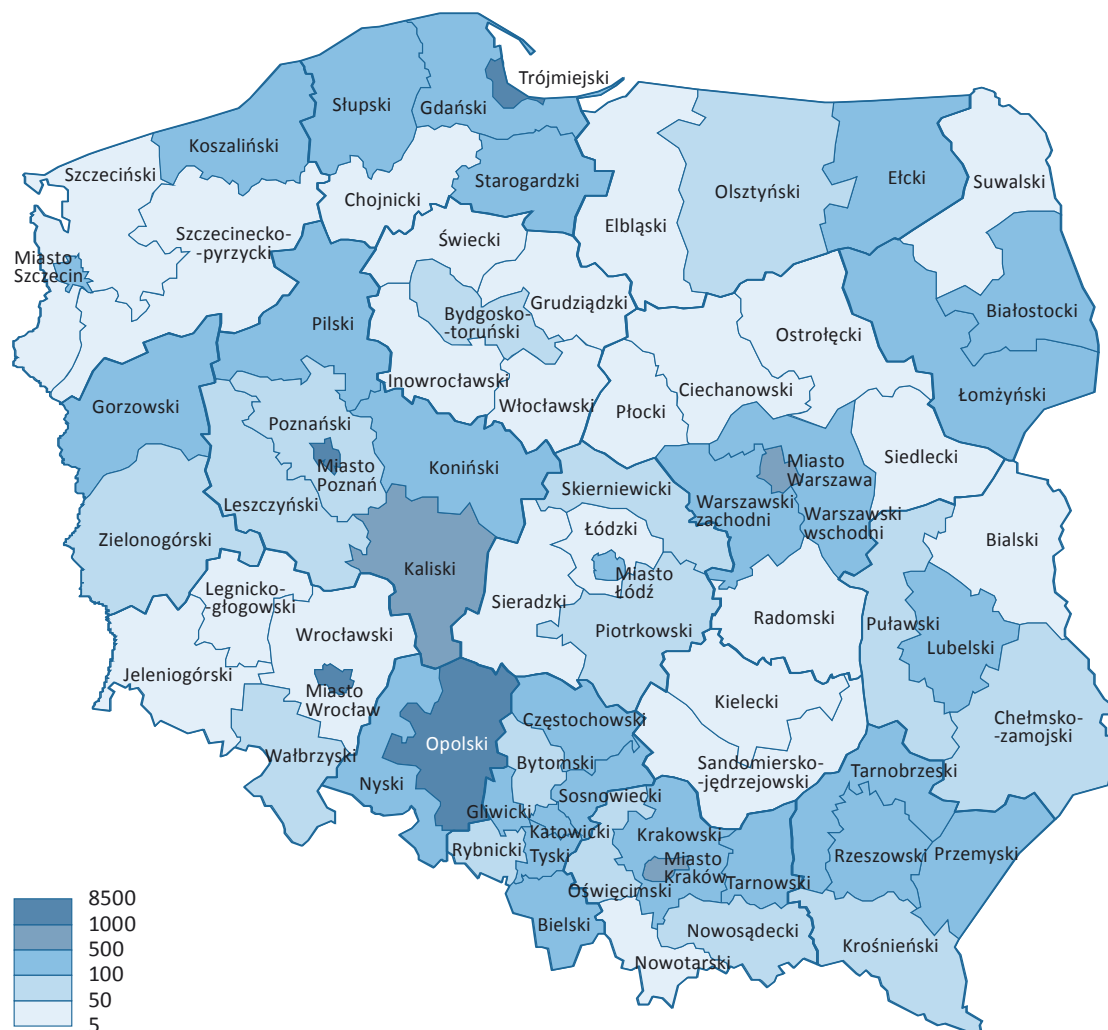 Trójmiejski
Słupski
Gdański
Koszaliński
Szczeciński
Starogardzki
Chojnicki
Olsztyński
Ełcki
Suwalski
Elbląski
Szczecinecko-
-pyrzycki
Świecki
Miasto
Szczecin
Grudziądzki
Bydgosko-
-toruński
Pilski
Białostocki
Ostrołęcki
Inowrocławski
Ciechanowski
Płocki
Włocławski
Łomżyński
Gorzowski
Poznański
Miasto
Poznań
Koniński
Siedlecki
Miasto
Warszawa
Skierniewicki
Warszawski
zachodni
Warszawski
wschodni
Leszczyński
Łódzki
Zielonogórski
Bialski
Kaliski
Miasto
Łódź
Legnicko-
-głogowski
Sieradzki
Radomski
Puławski
Piotrkowski
Wrocławski
Lubelski
Jeleniogórski
Miasto
Wrocław
Kielecki
Chełmsko-
-zamojski
Częstochowski
Opolski
Wałbrzyski
Bytomski
Sandomiersko-
-jędrzejowski
Tarnobrzeski
Nyski
Sosnowiecki
Gliwicki
Katowicki
Krakowski
Rybnicki
Tyski
Miasto
Kraków
Rzeszowski
Przemyski
Oświęcimski
Tarnowski
Bielski
Nowosądecki
Krośnieński
Nowotarski
8500
1000
500
100
50
5